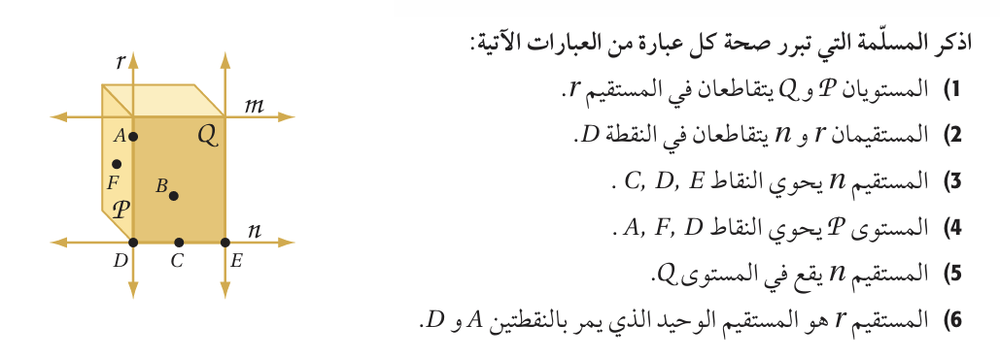 اذكر المسلّمة التي تبرر صحة كل عبارة من العبارات الآتية:
(1 المستويان P و Q يتقاطعان في المستقيم r.
(2 المستقيمان r و n يتقاطعان في النقطة D.
(3 المستقيم n يحوي النقاط C, D, E .
(4 المستوى P يحوي النقاط A, F, D .
(5 المستقيم n يقع في المستوى Q.
(6 المستقيم r هو المستقيم الوحيد الذي يمر بالنقطتين A و D.
r
m
A
Q
F
B
P
n
D C E